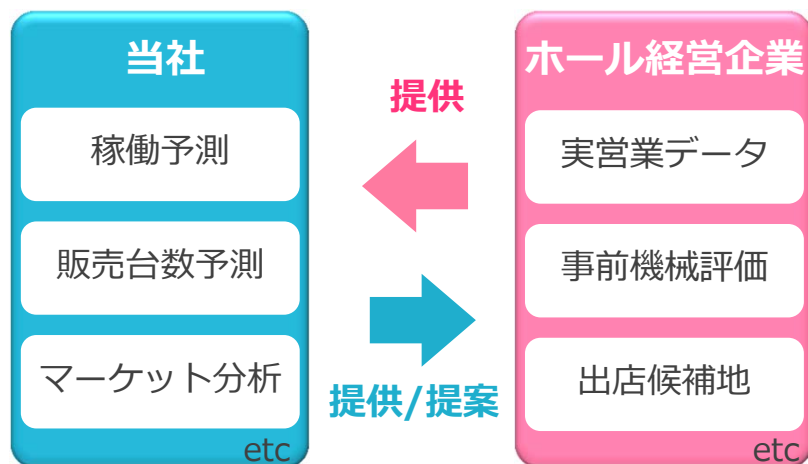 当社
稼働予測
販売台数予測
マーケット分析
etc
提供
提供/提案
ホール経営企業
実営業データ
事前機械評価
出店候補地
etc